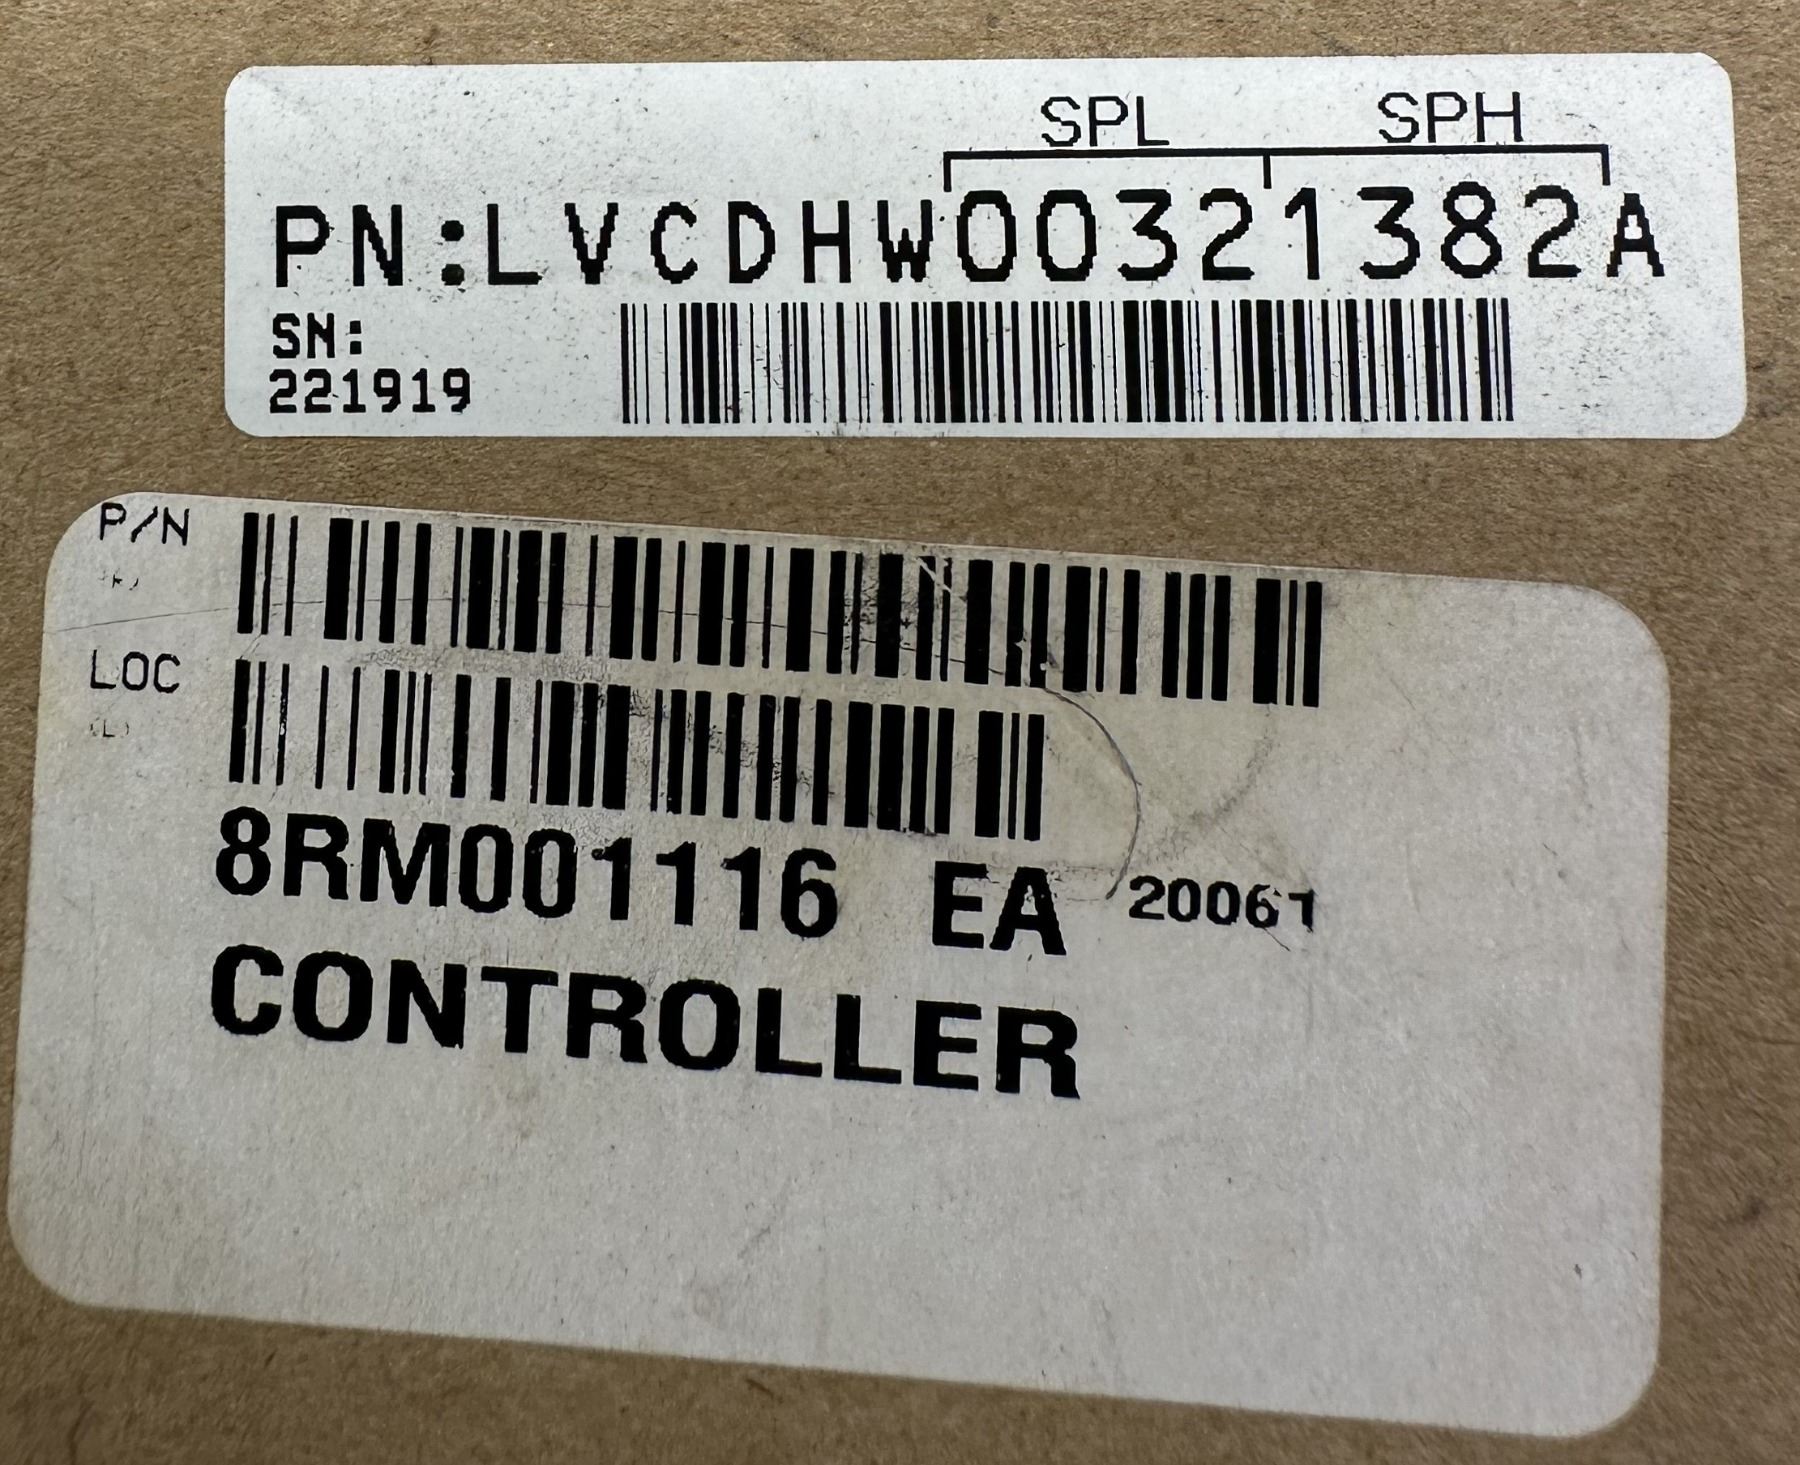 SPL SPH
PN:LVCDHW00321382A
SN:
221919
P/N
LOC
(L)
8RM001116 EA 20061
CONTROLLER